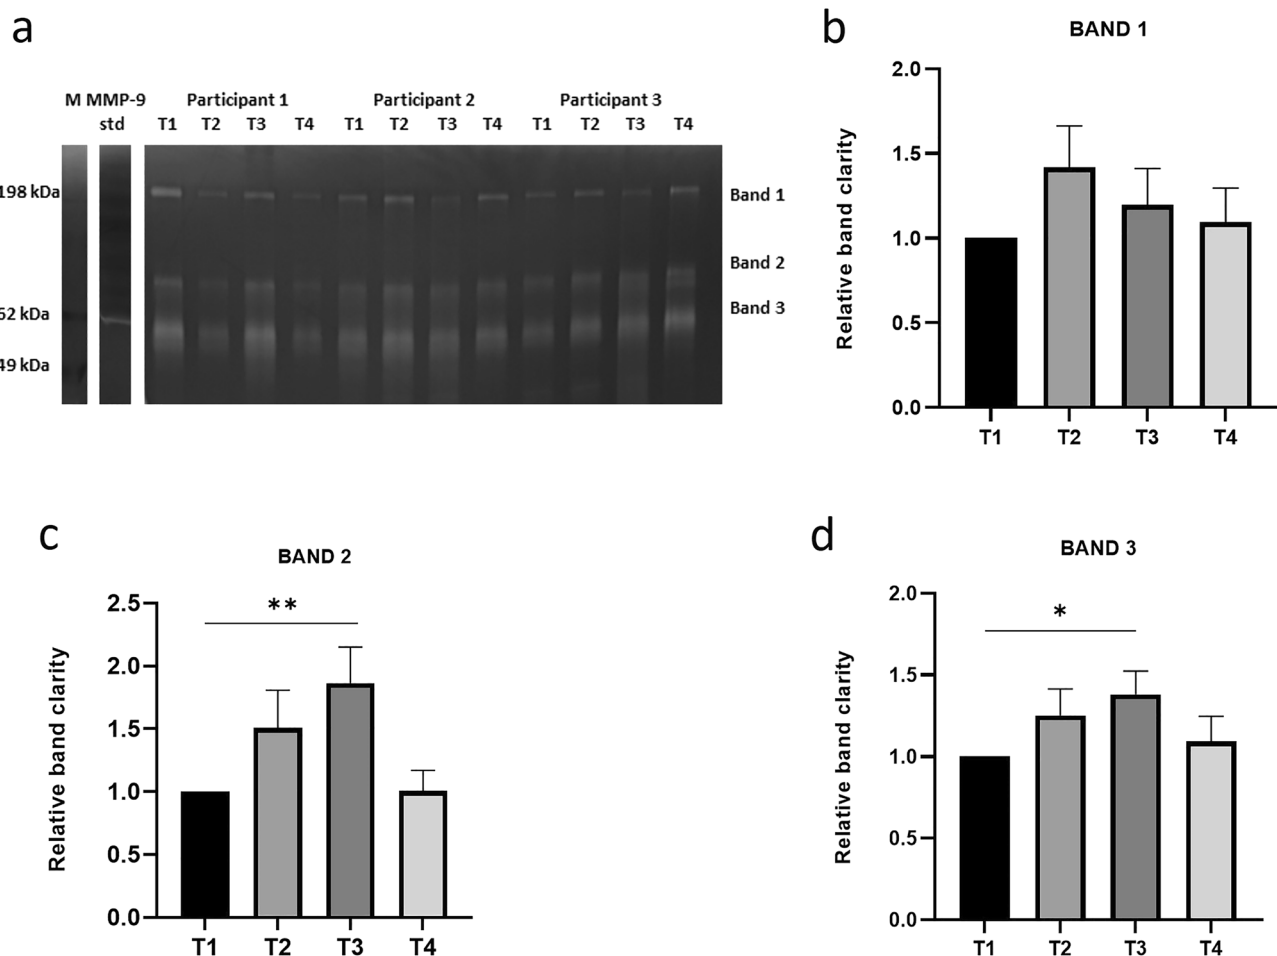 a
M MMP-9 Participant 1 Participant 2 Participant 3
std T1 T2 T3 T4 T1 T2 T3 T4 T1 T2 T3 T4
198 kDa
62 kDa
49 kDa
Band 1
Band 2
Band 3
b
BAND 1
Relative band clarity
2.0
1.5
1.0
0.5
0.0
T1 T2 T3 T4
c
BAND 2
Relative band clarity
2.5
2.0
1.5
1.0
0.5
0.0
**
T1 T2 T3 T4
d
BAND 3
Relative band clarity
2.0
1.5
1.0
0.5
0.0
*
T1 T2 T3 T4